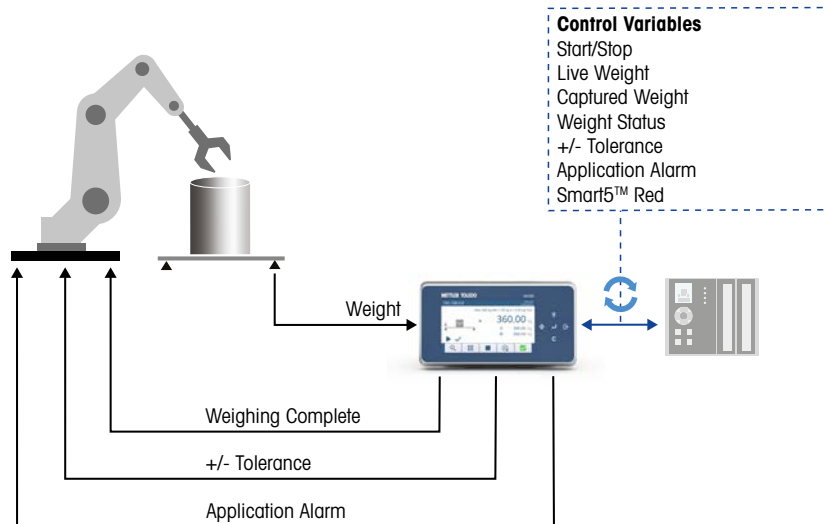 Control Variables
Start/Stop
Live Weight
Captured Weight
Weight Status
+/- Tolerance
Application Alarm
Smart5™ Red
Weight
METTLER TOLEDO
360.00
Weighing Complete
+/- Tolerance
Application Alarm